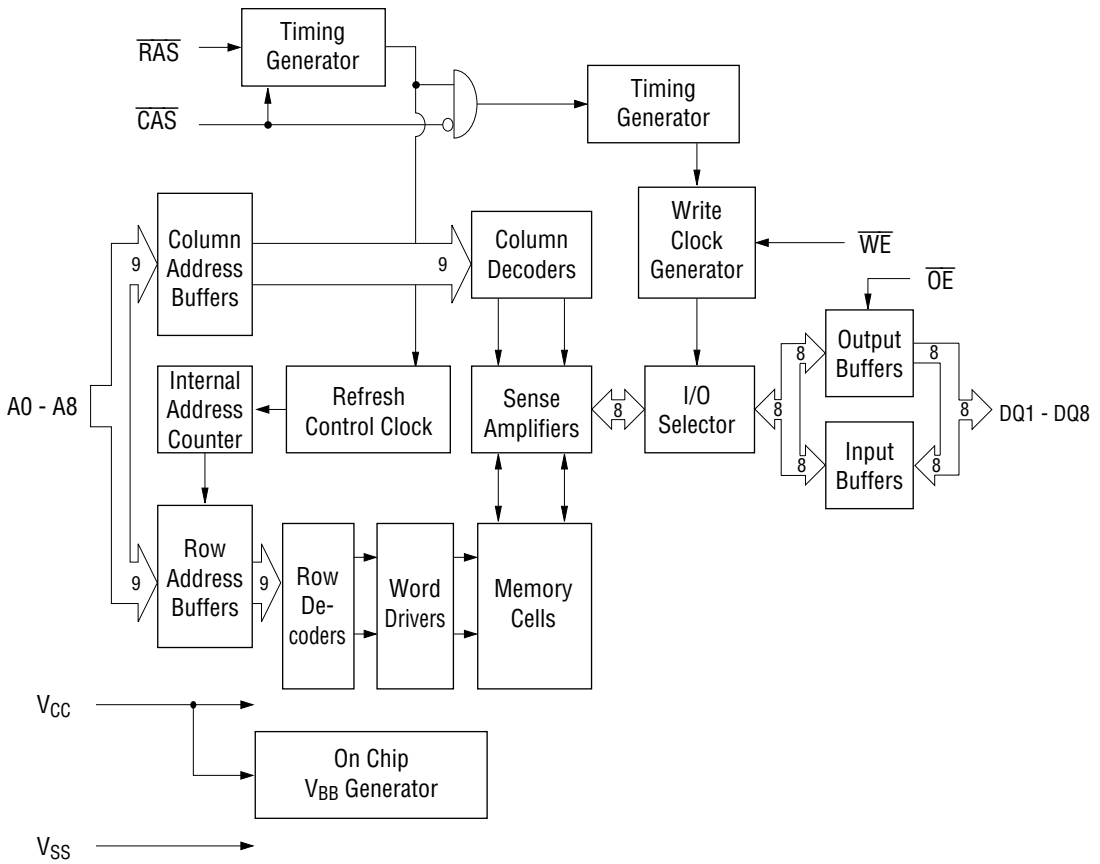 RAS
Timing
Generator
CAS
Timing
Generator
Column
Address
Buffers
9
9
Column
Decoders
Write
Clock
Generator
WE
OE
A0 - A8
Internal
Address
Counter
Refresh
Control Clock
Sense
Amplifiers
8
I/O
Selector
8
8
Output
Buffers
8
DQ1 - DQ8
8
Input
Buffers
8
9
Row
Address
Buffers
9
Row
De-
coders
Word
Drivers
Memory
Cells
VCC
On Chip
VBB Generator
VSS